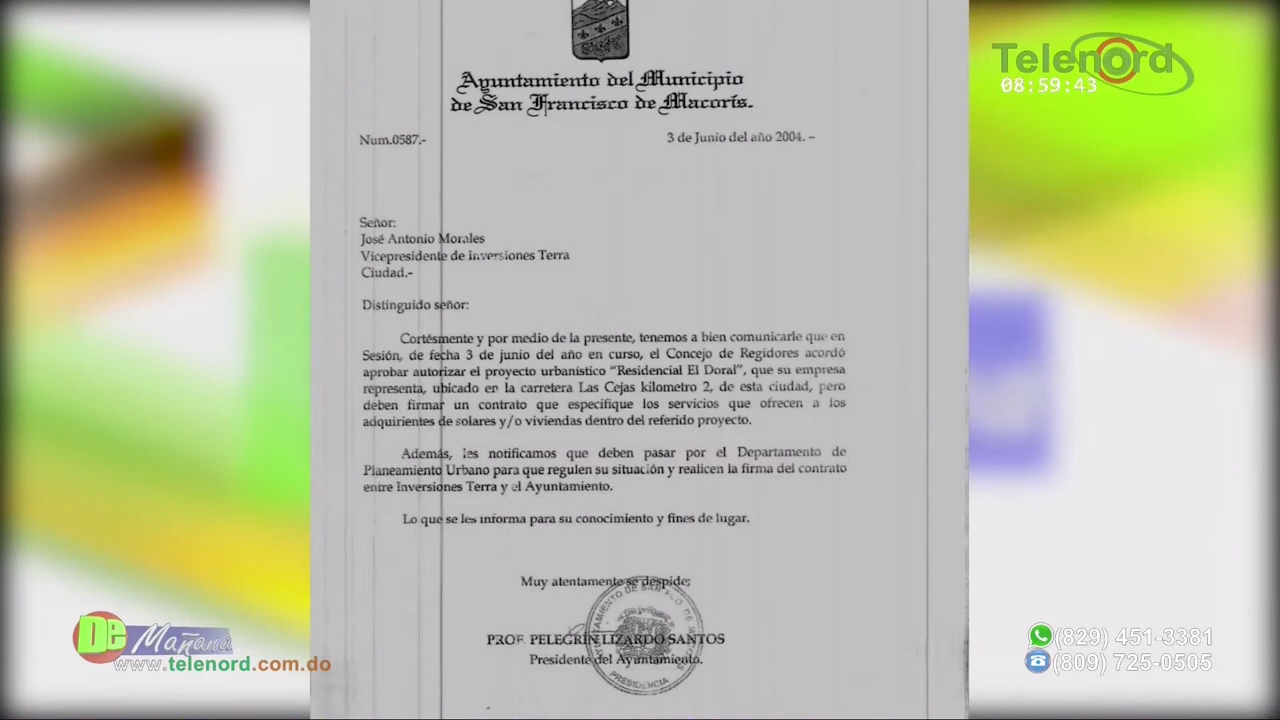 Telenord
08:59:43
Ayuntamiento del Municipio
de San Francisco de Macorís.
Num.0587.-
3 de Junio del año 2004. –
Señor:
José Antonio Morales
Vicepresidente de Inversiones Terra
Ciudad.-
Distinguido señor:
Cortésmente y por medio de la presente, tenemos a bien comunicarle que en
Sesión, de fecha 3 de junio del año en curso, el Concejo de Regidores acordó
aprobar autorizar el proyecto urbanístico “Residencial El Doral”, que su empresa
representa, ubicado en la carretera Las Cejas kilometro 2, de esta ciudad, pero
deben firmar un contrato que especifique los servicios que ofrecen a los
adquirientes de solares y/o viviendas dentro del referido proyecto.
Además, les notificamos que deben pasar por el Departamento de
Planeamiento Urbano para que regulen su situación y realicen la firma del contrato
entre Inversiones Terra y el Ayuntamiento.
Lo que se les informa para su conocimiento y fines de lugar.
Muy atentamente se despide;
PROF. PELEGRIN LIZARDO SANTOS
Presidente del Ayuntamiento.
PRESIDENCIA
De Mañana
www.telenord.com.do
(829) 451-3381
(809) 725-0505